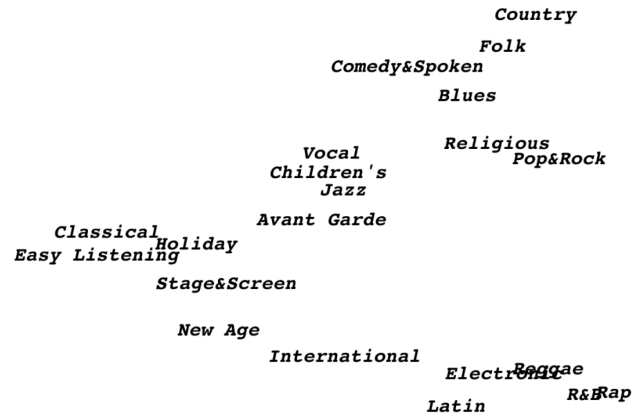 Country
Folk
Comedy&Spoken
Blues
Religious
Vocal
Pop&Rock
Children's
Jazz
Avant Garde
Classical
Holiday
Easy Listening
Stage&Screen
New Age
International
Reggae
Electronic
R&B
Rap
Latin